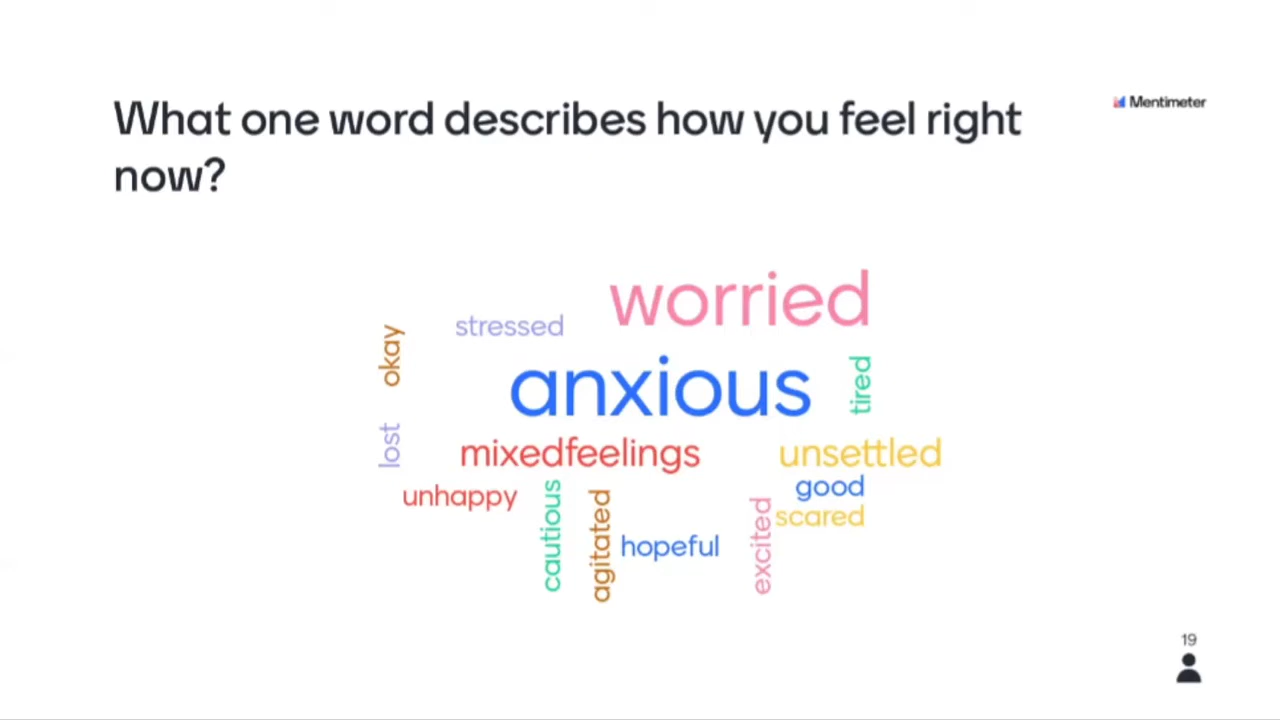 What one word describes how you feel right
now?
Mentimeter
worried
stressed
okay
anxious
tired
lost
mixedfeelings
unsettled
unhappy
good
cautious
agitated
scared
hopeful
excited
19